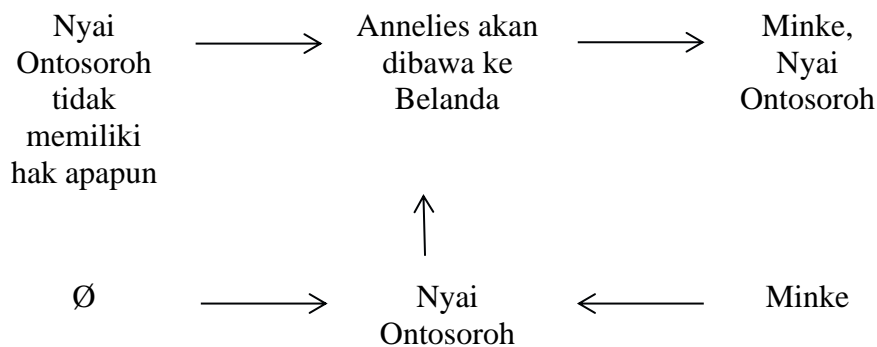 Nyai
Ontosoroh
tidak
memiliki
hak apapun
Annelies akan
dibawa ke
Belanda
Minke,
Nyai
Ontosoroh
Ø
Nyai
Ontosoroh
Minke